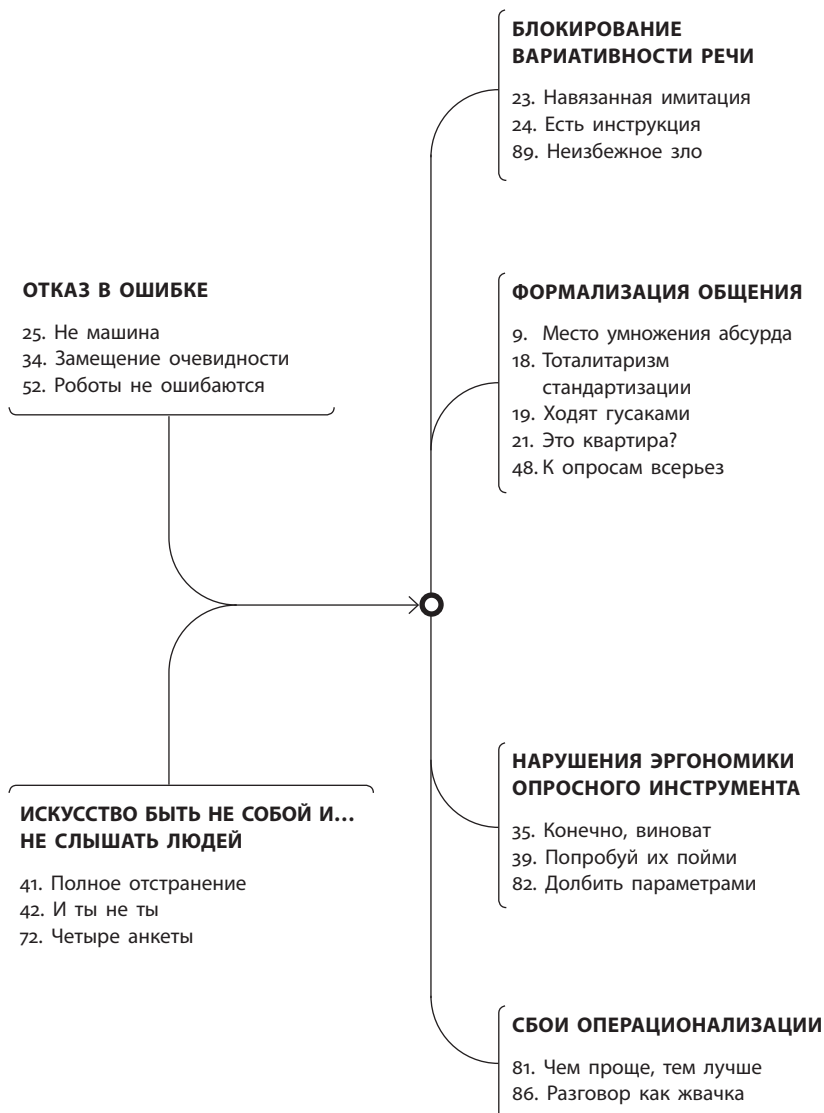 БЛОКИРОВАНИЕ
ВАРИАТИВНОСТИ РЕЧИ
23. Навязанная имитация
24. Есть инструкция
89. Неизбежное зло
ОТКАЗ В ОШИБКЕ
25. Не машина
34. Замещение очевидности
52. Роботы не ошибаются
ФОРМАЛИЗАЦИЯ ОБЩЕНИЯ
9. Место умножения абсурда
18. Тоталитаризм
стандартизации
19. Ходят гусаками
21. Это квартира?
48. К опросам всерьез
ИСКУССТВО БЫТЬ НЕ СОБОЙ И...
НЕ СЛЫШАТЬ ЛЮДЕЙ
41. Полное отстранение
42. И ты не ты
72. Четыре анкеты
НАРУШЕНИЯ ЭРГОНОМИКИ
ОПРОСНОГО ИНСТРУМЕНТА
35. Конечно, виноват
39. Попробуй их пойми
82. Долбить параметрами
СБОИ ОПЕРАЦИОНАЛИЗАЦИИ
81. Чем проще, тем лучше
86. Разговор как жвачка